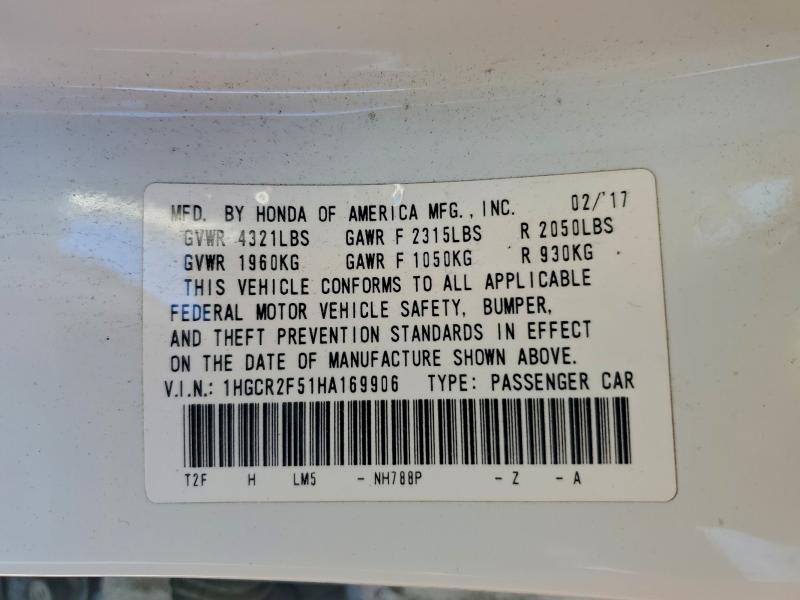 MFD. BY HONDA OF AMERICA MFG., INC. 02/'17
GVWR 4321LBS GAWR F 2315LBS R 2050LBS
GVWR 1960KG GAWR F 1050KG R 930KG
THIS VEHICLE CONFORMS TO ALL APPLICABLE
FEDERAL MOTOR VEHICLE SAFETY, BUMPER,
AND THEFT PREVENTION STANDARDS IN EFFECT
ON THE DATE OF MANUFACTURE SHOWN ABOVE.
V.I.N.: 1HGCR2F51HA169906 TYPE: PASSENGER CAR
T2F H LM5 - NH788P - Z - A